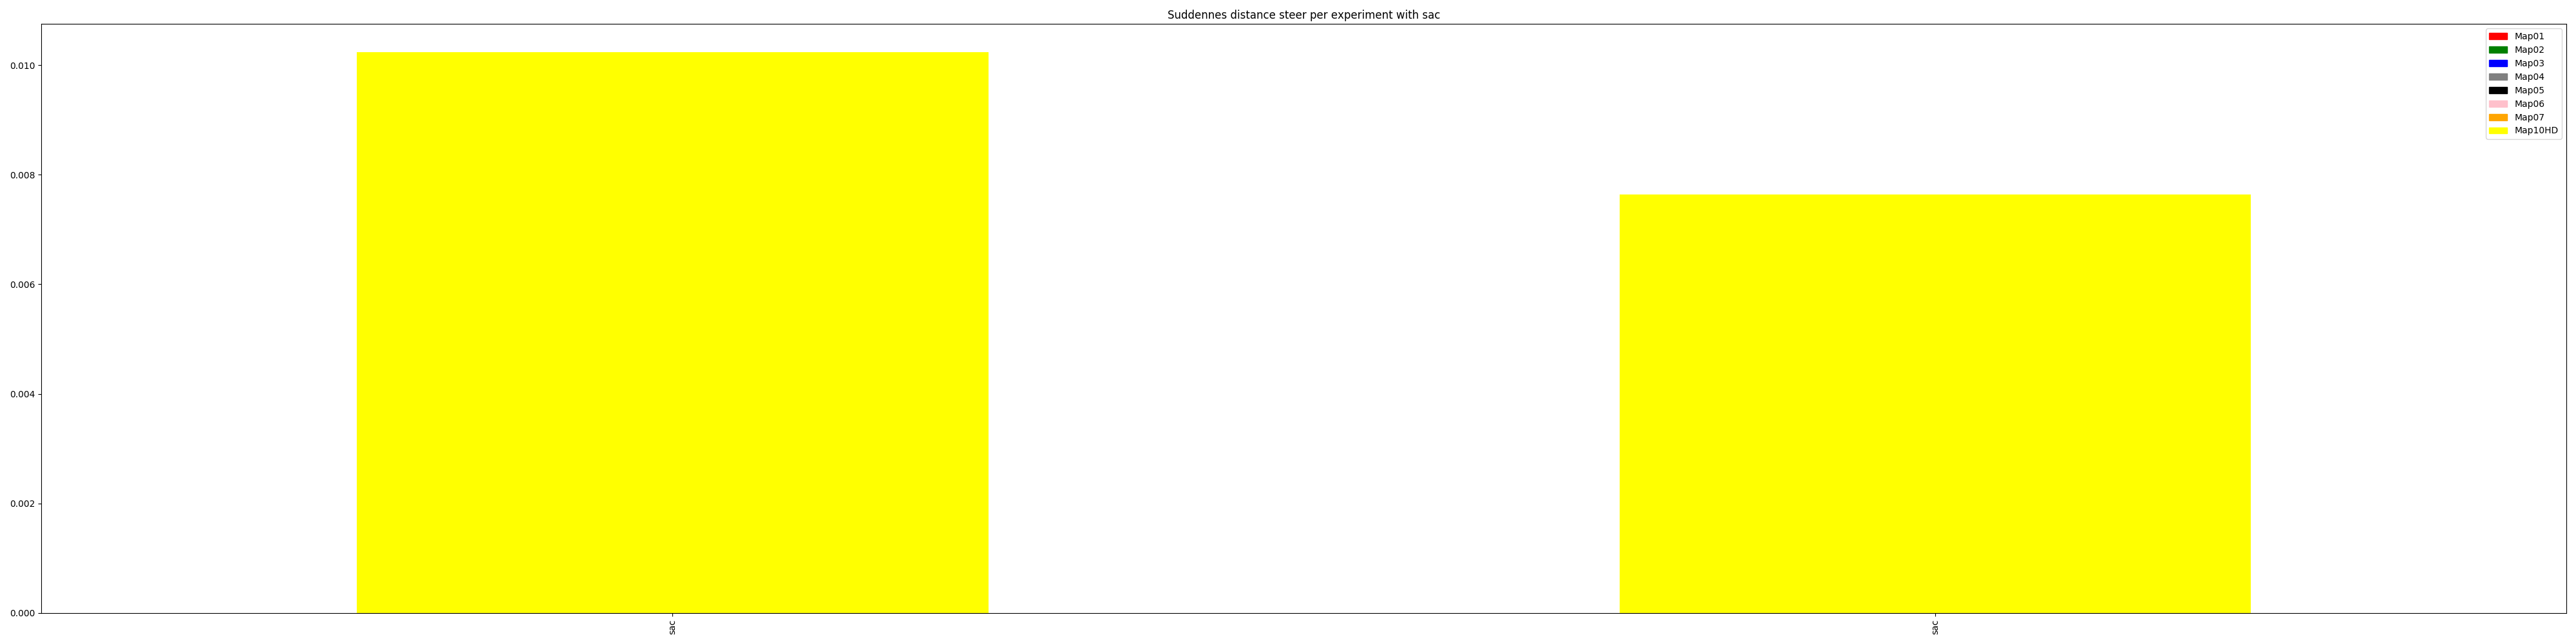 Suddennes distance steer per experiment with sac
0.010
0.008
0.006
0.004
0.002
0.000
Map01
Map02
Map03
Map04
Map05
Map06
Map07
Map10HD
sac
sac